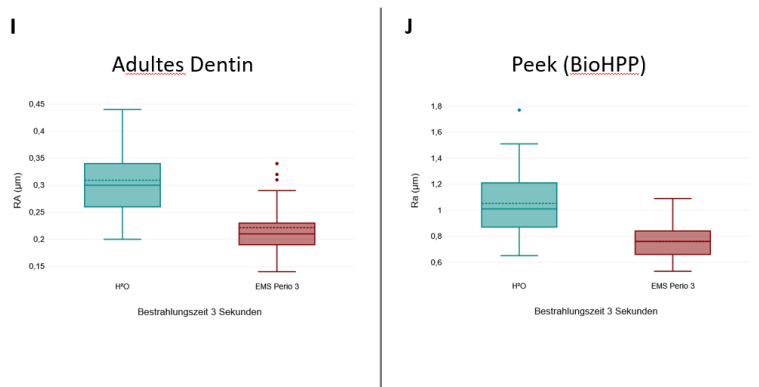 I
Adultes Dentin
0,45
0,4
0,35
0,3
0,25
0,2
0,15
RA (µm)
H²O
EMS Perio 3
Bestrahlungszeit 3 Sekunden
J
Peek (BioHPP)
1,8
1,6
1,4
1,2
1
0,8
0,6
Ra (µm)
H²O
EMS Perio 3
Bestrahlungszeit 3 Sekunden